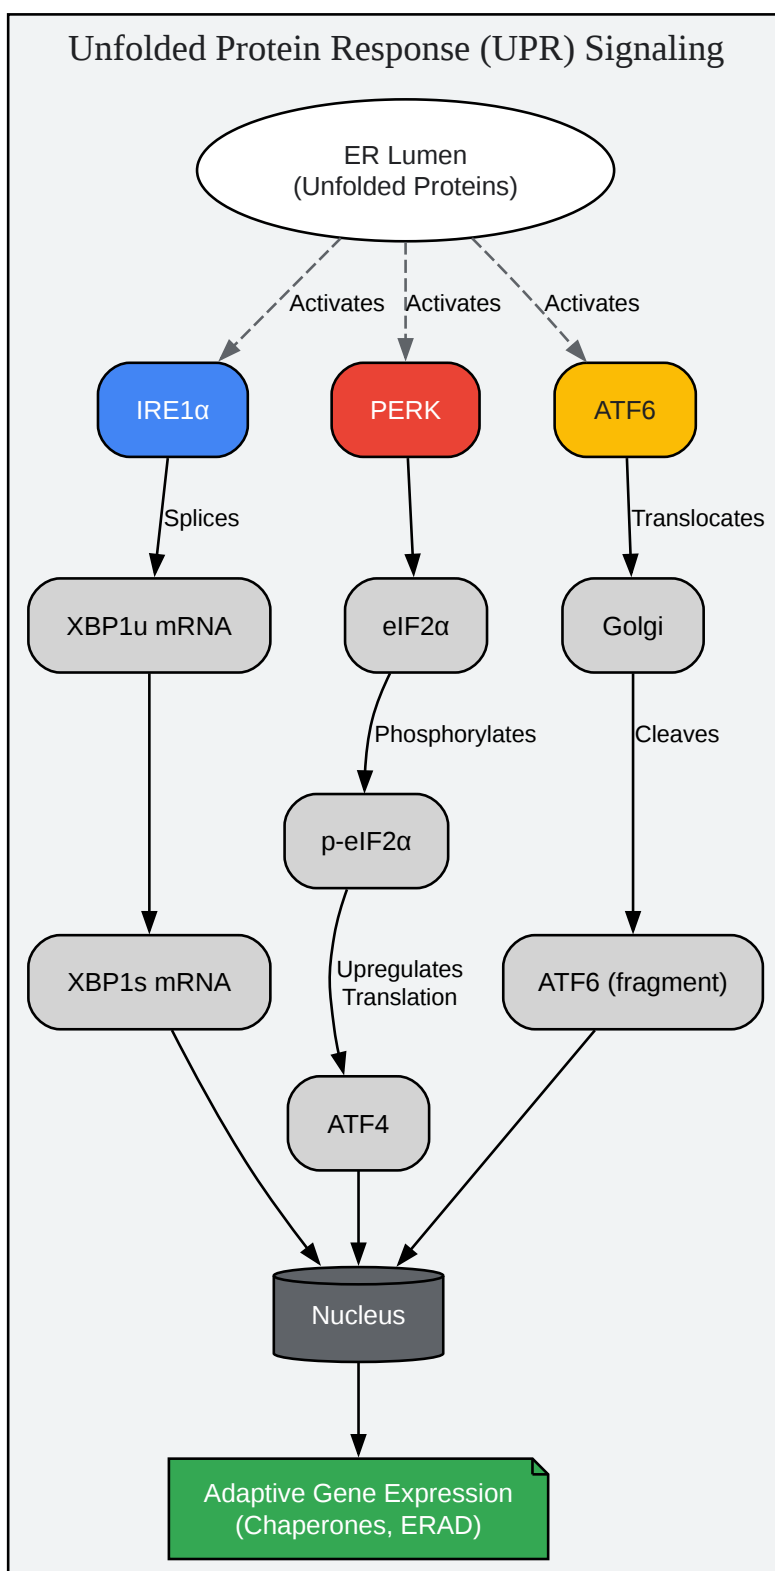 Unfolded Protein Response (UPR) Signaling
ER Lumen
(Unfolded Proteins)
Activates
Activates
Activates
IRE1α
PERK
ATF6
Splices
Translocates
XBP1u mRNA
eIF2α
Golgi
Phosphorylates
Cleaves
p-eIF2α
XBP1s mRNA
Upregulates
Translation
ATF6 (fragment)
ATF4
Nucleus
Adaptive Gene Expression
(Chaperones, ERAD)